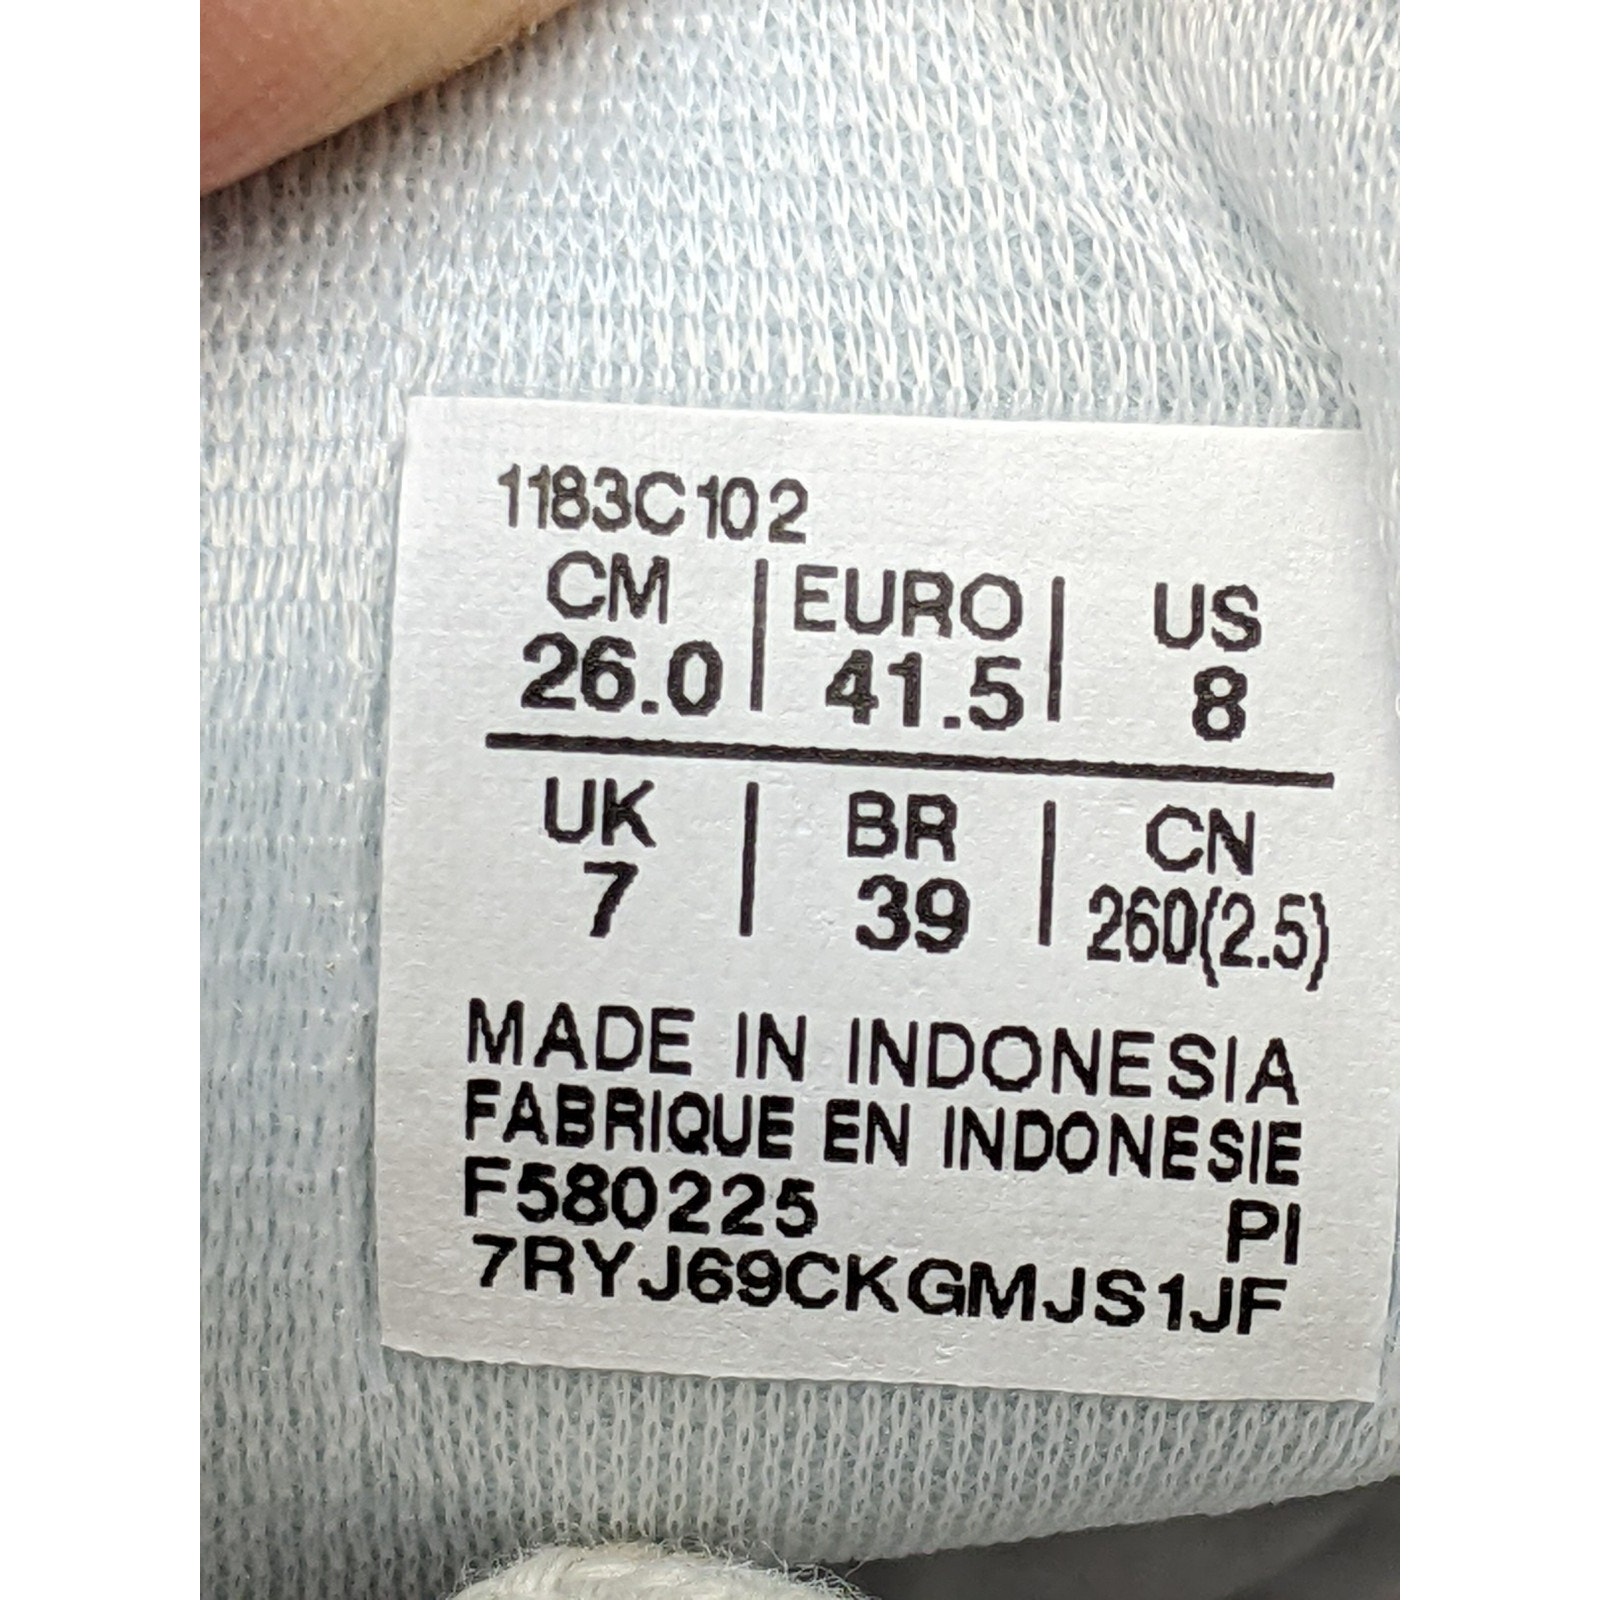 1183C102
CM | EURO | US
26.0 | 41.5 | 8
UK | BR | CN
7 | 39 | 260(2.5)
MADE IN INDONESIA
FABRIQUE EN INDONESIE
F580225 PI
7RYJ69CKGMJS1JF